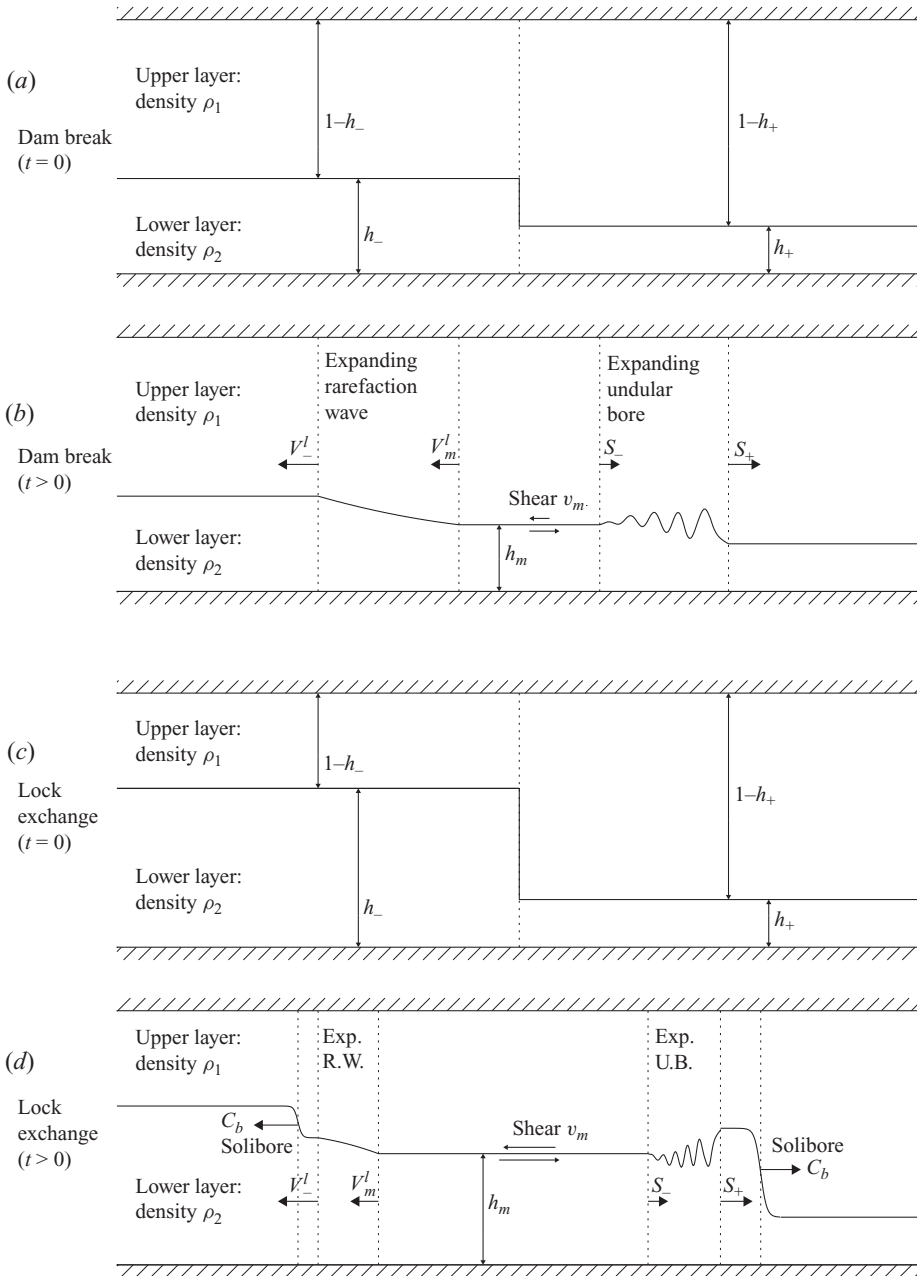 (a)
Dam break
(t = 0)
Upper layer:
density ρ1
1–h–
1–h+
Lower layer:
density ρ2
h–
h+
(b)
Dam break
(t > 0)
Upper layer:
density ρ1
Expanding
rarefaction
wave
Expanding
undular
bore
V–^l
Vm^l
S–
S+
Shear vm.
Lower layer:
density ρ2
hm
(c)
Lock
exchange
(t = 0)
Upper layer:
density ρ1
1–h–
1–h+
Lower layer:
density ρ2
h–
h+
(d)
Lock
exchange
(t > 0)
Upper layer:
density ρ1
Exp.
R.W.
Exp.
U.B.
Cb
Solibore
Shear vm
Solibore
Cb
Lower layer:
density ρ2
V–^l
Vm^l
hm
S–
S+